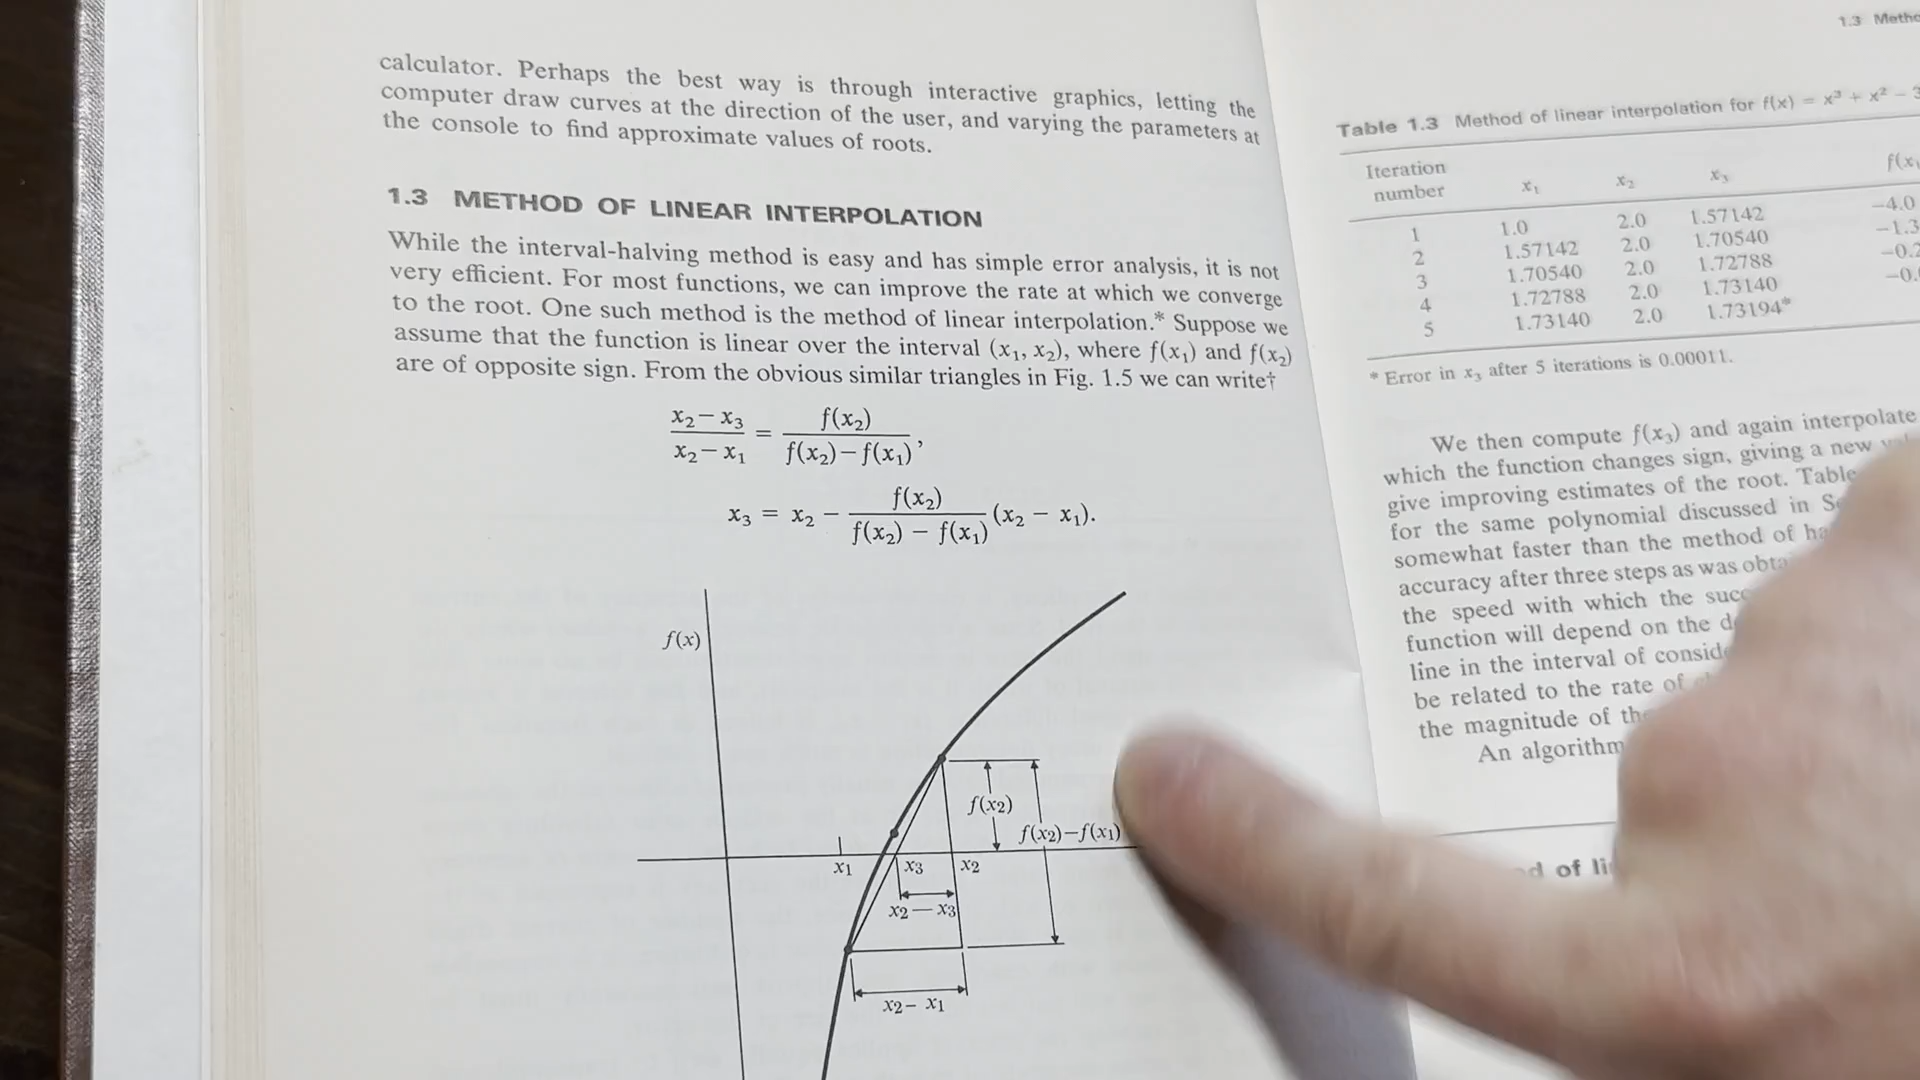 calculator. Perhaps the best way is through interactive graphics, letting the
computer draw curves at the direction of the user, and varying the parameters at
the console to find approximate values of roots.
1.3 METHOD OF LINEAR INTERPOLATION
While the interval-halving method is easy and has simple error analysis, it is not
very efficient. For most functions, we can improve the rate at which we converge
to the root. One such method is the method of linear interpolation.* Suppose we
assume that the function is linear over the interval (x₁, x₂), where f(x₁) and f(x₂)
are of opposite sign. From the obvious similar triangles in Fig. 1.5 we can write†
x₂−x₃ / x₂−x₁ = f(x₂) / f(x₂)−f(x₁),
x₃ = x₂ − f(x₂) / f(x₂) − f(x₁) (x₂ − x₁).
f(x)
f(x₂)
f(x₂)−f(x₁)
x₁ x₃ x₂
x₂−x₃
x₂−x₁
1.3
Table 1.3 Method of linear interpolation for f(x) = x³ + x² −
Iteration
number x₁ x₂ x₃
1 1.0 2.0 1.57142 −4.0
2 1.57142 2.0 1.70540 −1.3
3 1.70540 2.0 1.72788 −0.2
4 1.72788 2.0 1.73140 −0.
5 1.73140 2.0 1.73194*
* Error in x₃ after 5 iterations is 0.00011.
We then compute f(x₃) and again interpolate
which the function changes sign, giving a new
give improving estimates of the root. Table
for the same polynomial discussed in
somewhat faster than the method of
accuracy after three steps as was
the speed with which the
function will depend on the
line in the interval of
be related to the rate of
the magnitude of
An algorithm
of